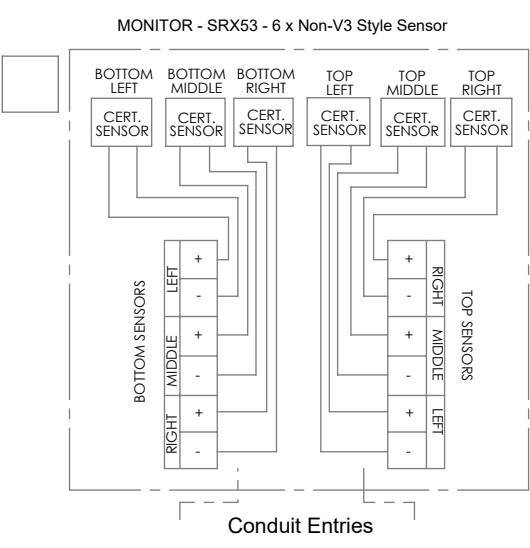 MONITOR - SRX53 - 6 x Non-V3 Style Sensor
BOTTOM
LEFT
BOTTOM
MIDDLE
BOTTOM
RIGHT
TOP
LEFT
TOP
MIDDLE
TOP
RIGHT
CERT.
SENSOR
CERT.
SENSOR
CERT.
SENSOR
CERT.
SENSOR
CERT.
SENSOR
CERT.
SENSOR
BOTTOM SENSORS
LEFT
+
-
MIDDLE
+
-
RIGHT
+
-
+
-
RIGHT
+
-
MIDDLE
+
-
LEFT
TOP SENSORS
Conduit Entries